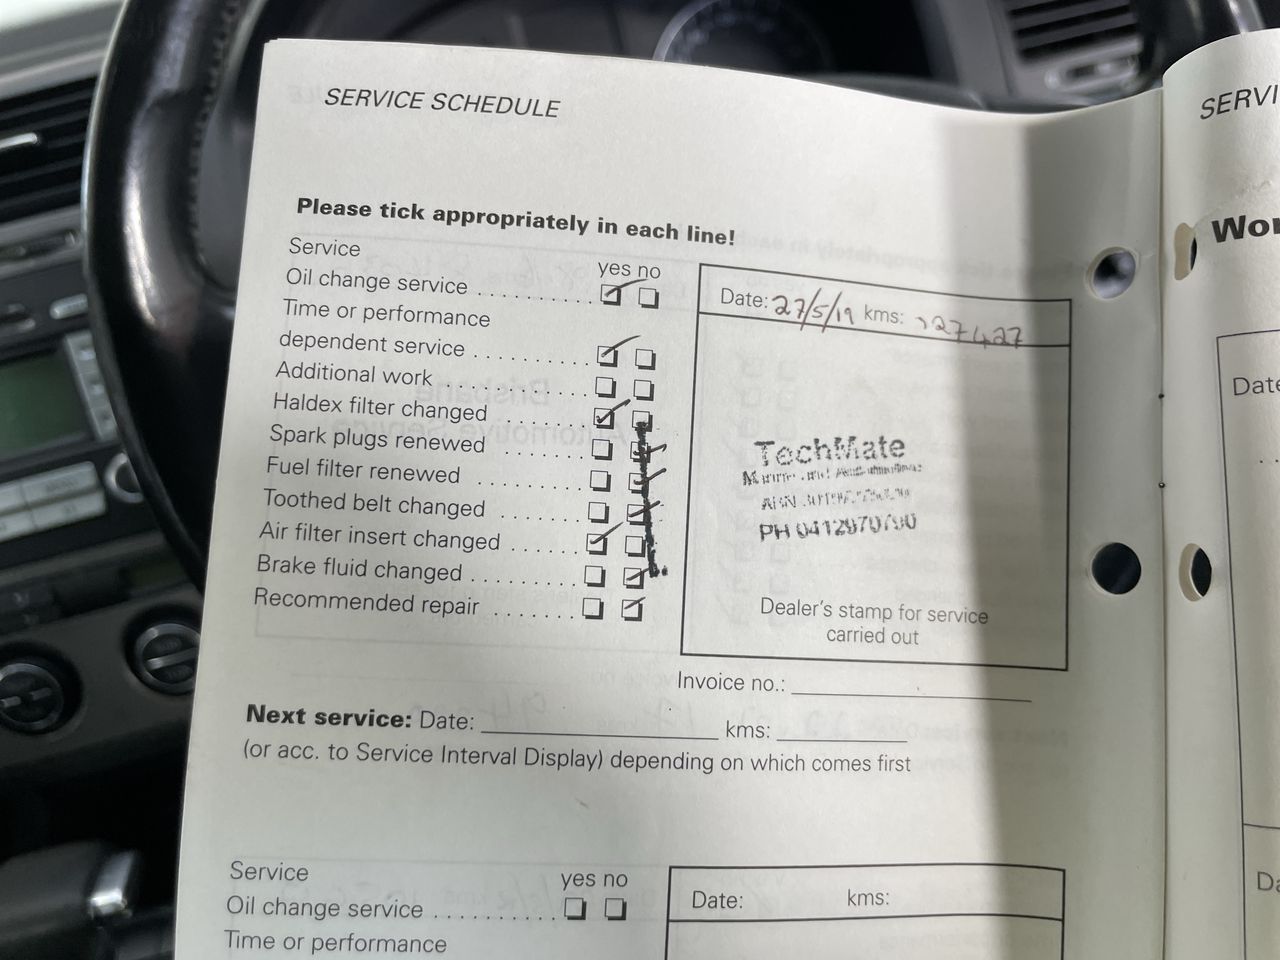 SERVICE SCHEDULE
Please tick appropriately in each line!
Service
yes no
Oil change service ..........
Time or performance
dependent service ..........
Additional work ..........
Haldex filter changed ..........
Spark plugs renewed ..........
Fuel filter renewed ..........
Toothed belt changed ..........
Air filter insert changed ......
Brake fluid changed ..........
Recommended repair ..........
Date: 27/5/19 kms: 127427
TechMate
PH
Dealer's stamp for service
carried out
Invoice no.:
Next service: Date: kms:
(or acc. to Service Interval Display) depending on which comes first
Service
yes no
Oil change service ..........
Time or performance
Date: kms:
SERVI
Wor
Date
Da